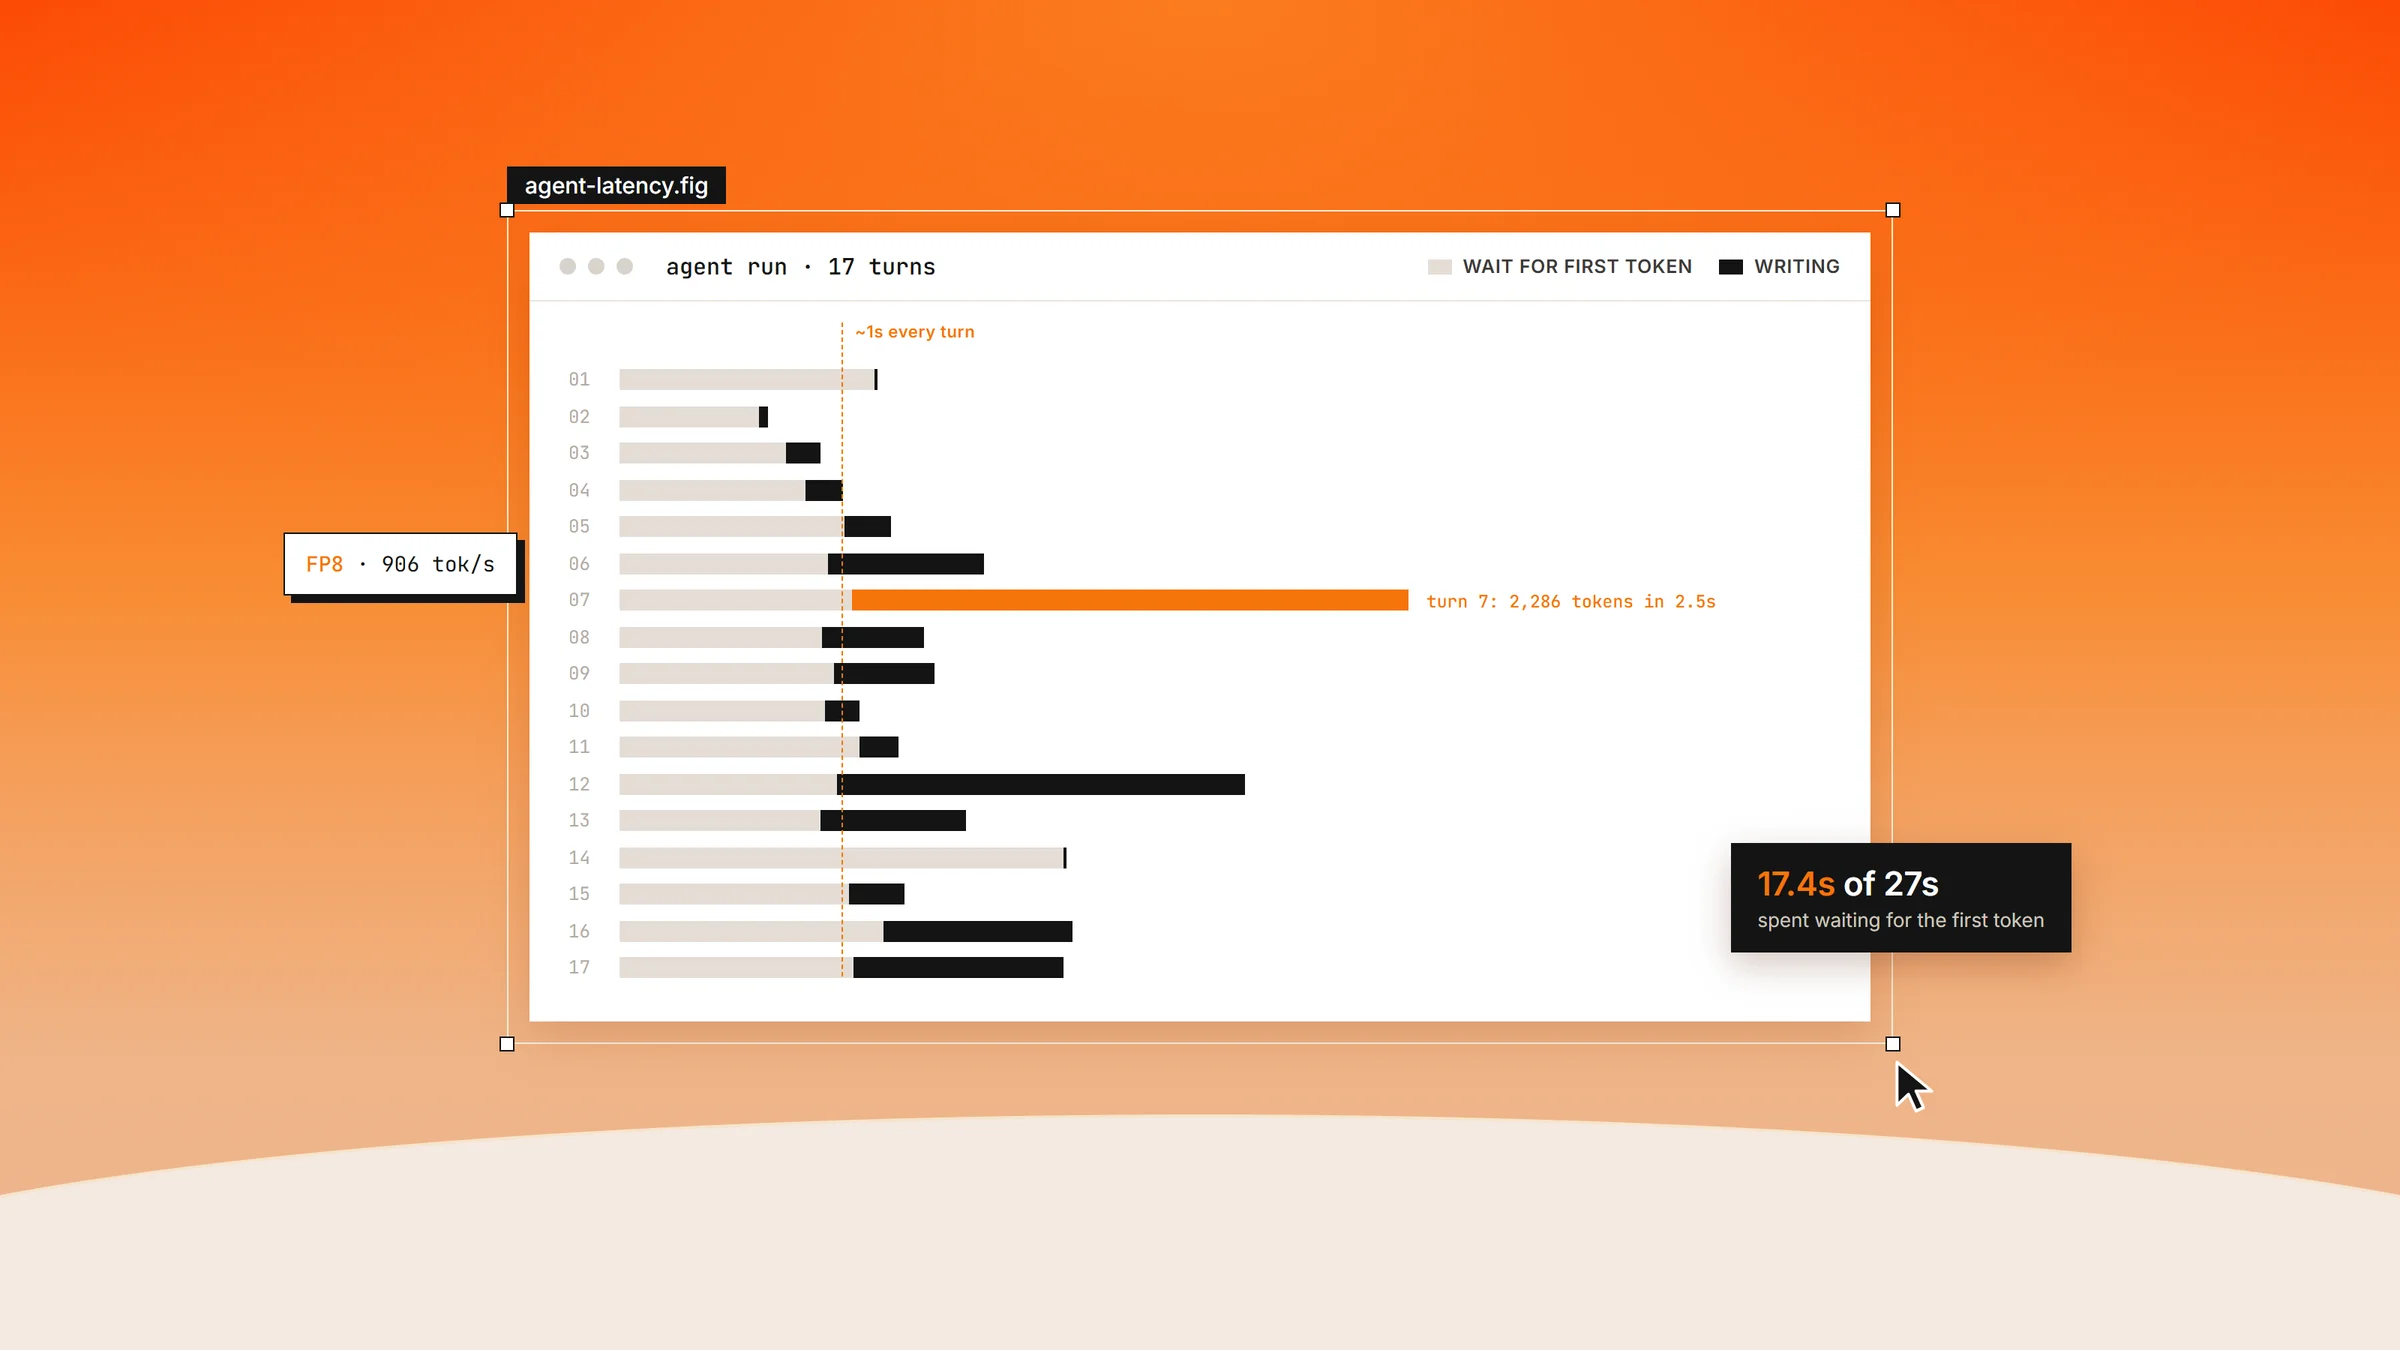 agent-latency.fig
agent run · 17 turns
WAIT FOR FIRST TOKEN
WRITING
~1s every turn
01
02
03
04
05
06
FP8 · 906 tok/s
07
turn 7: 2,286 tokens in 2.5s
08
09
10
11
12
13
14
15
17.4s of 27s
spent waiting for the first token
16
17